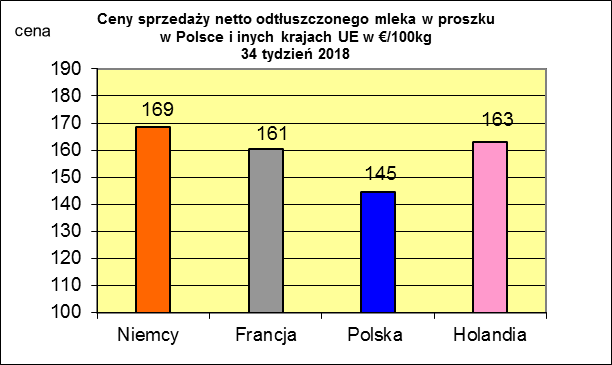 Ceny sprzedaży netto odtłuszczonego mleka w proszku
w Polsce i inych krajach UE w €/100kg
34 tydzień 2018
cena
190
180
170
160
150
140
130
120
110
100
169
161
145
163
Niemcy
Francja
Polska
Holandia